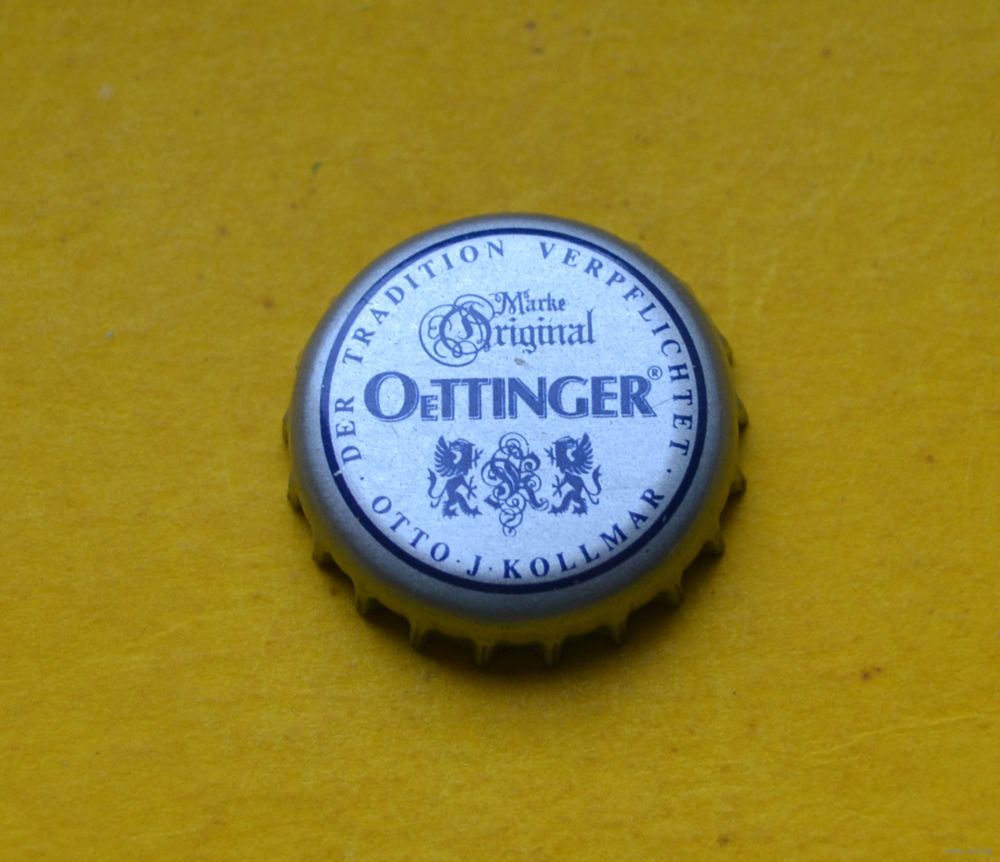 DER TRADITION VERPFLICHTET
Marke
Original
OeTTINGER®
· OTTO · J · KOLLMAR ·